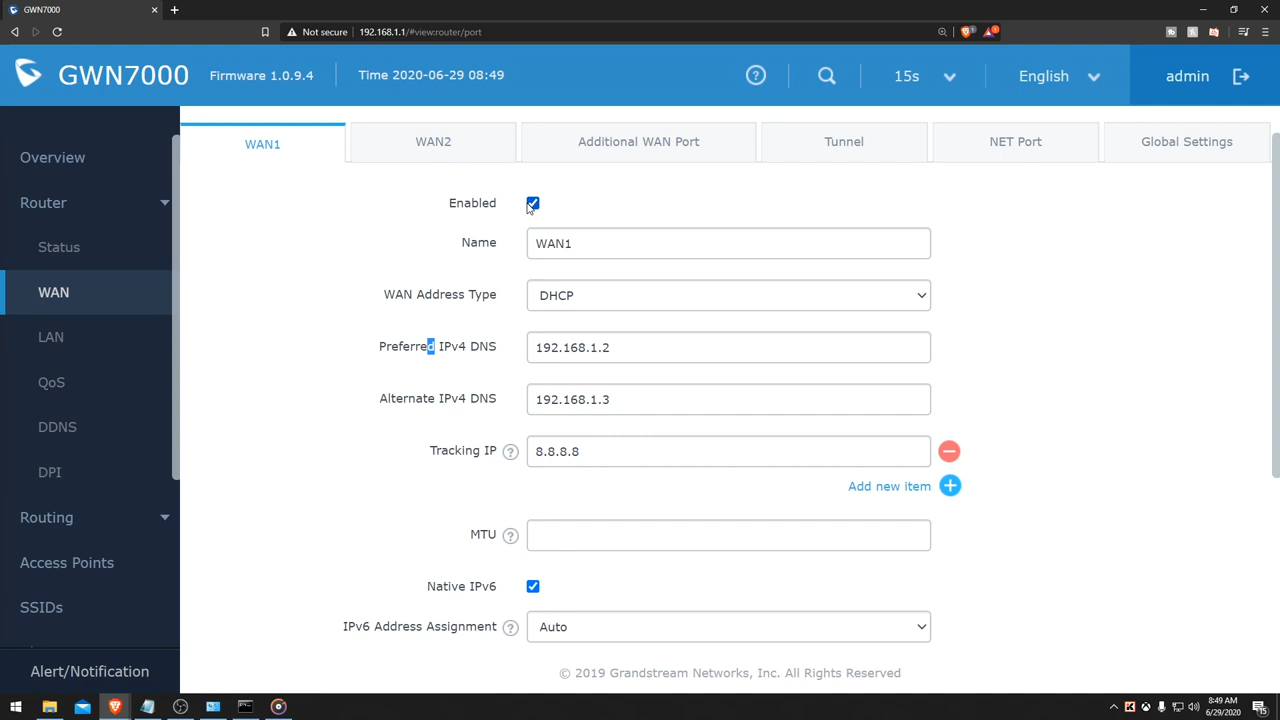 GWN7000
Not secure 192.168.1.1/#view:router/port
GWN7000 Firmware 1.0.9.4 Time 2020-06-29 08:49 15s English admin
Overview
Router
Status
WAN
LAN
QoS
DDNS
DPI
Routing
Access Points
SSIDs
Alert/Notification
WAN1 WAN2 Additional WAN Port Tunnel NET Port Global Settings
Enabled
Name WAN1
WAN Address Type DHCP
Preferred IPv4 DNS 192.168.1.2
Alternate IPv4 DNS 192.168.1.3
Tracking IP ? 8.8.8.8
Add new item
MTU ?
Native IPv6
IPv6 Address Assignment ? Auto
© 2019 Grandstream Networks, Inc. All Rights Reserved
8:49 AM
6/29/2020